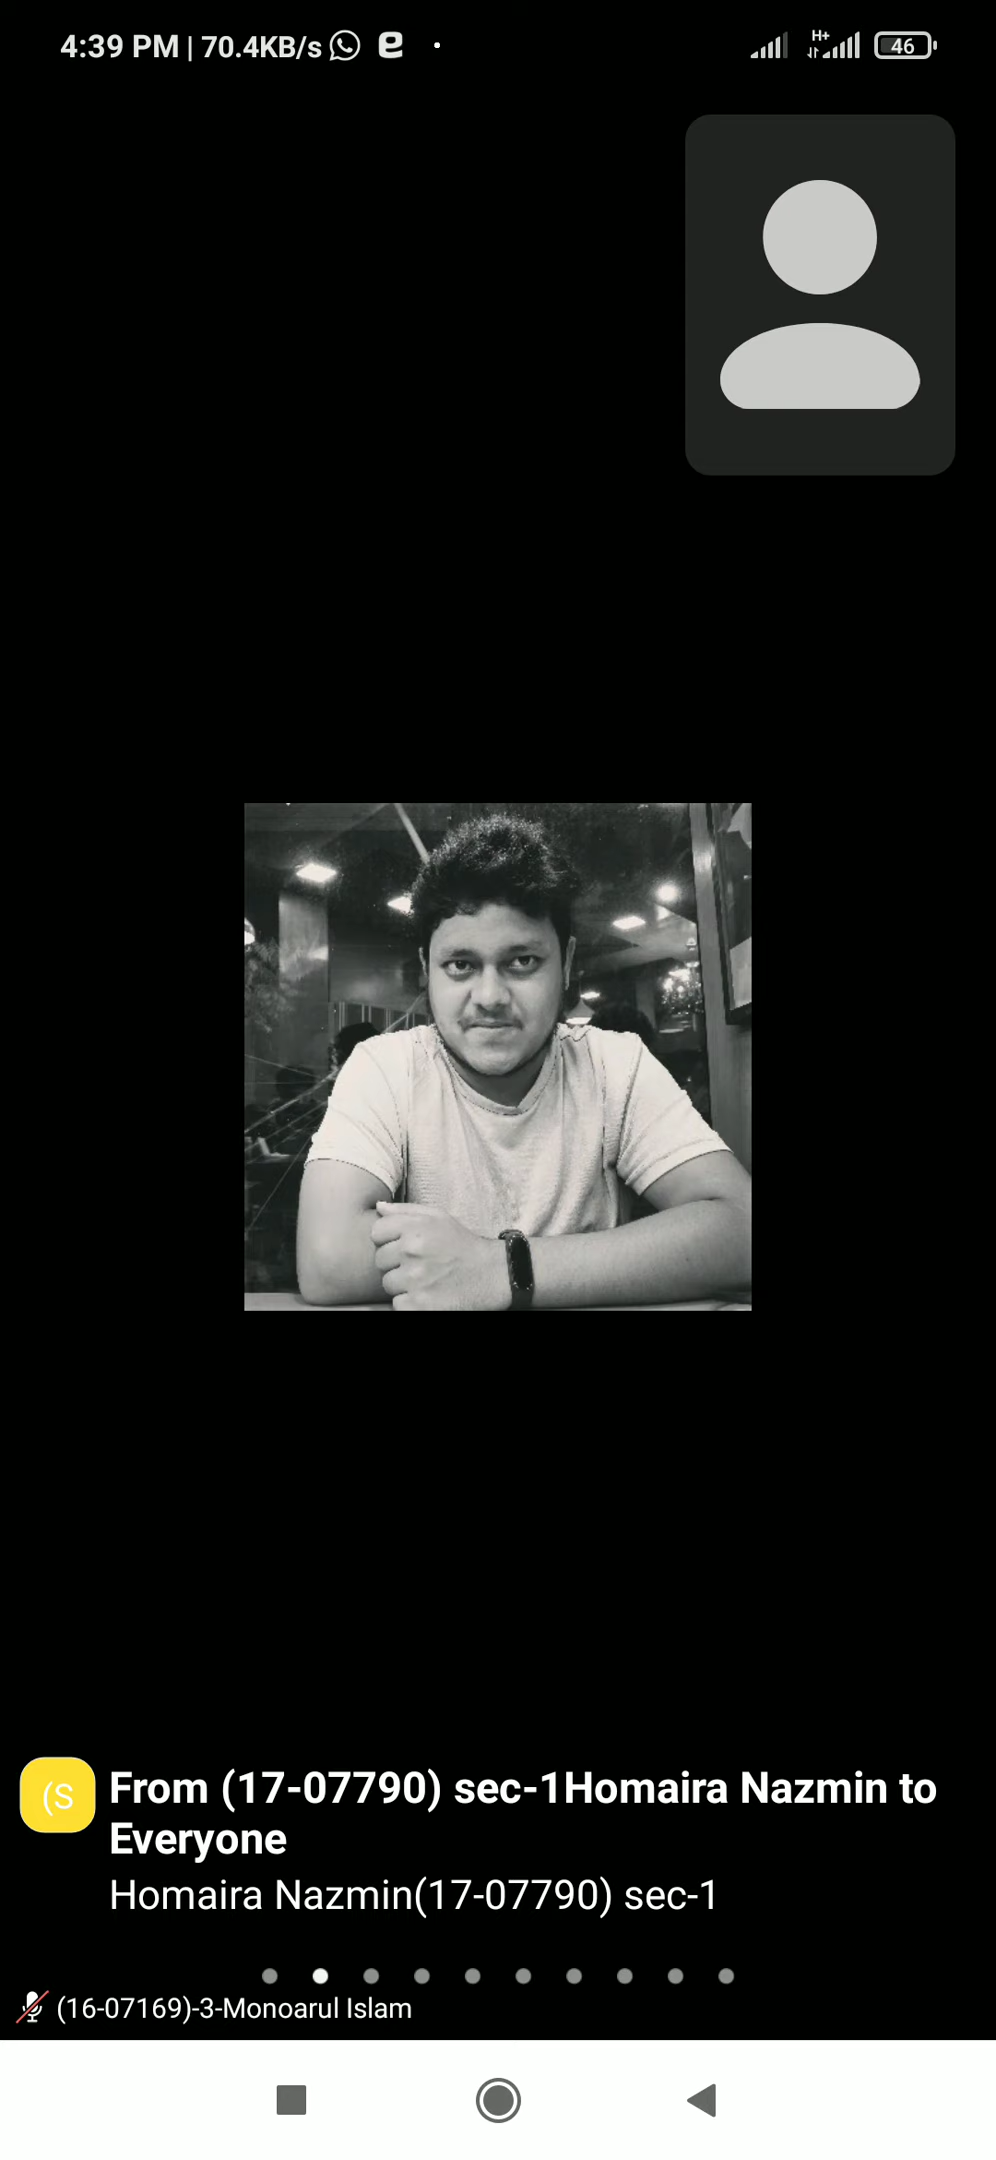 4:39 PM | 70.4KB/s
H+
46
(S
From (17-07790) sec-1Homaira Nazmin to
Everyone
Homaira Nazmin(17-07790) sec-1
(16-07169)-3-Monoarul Islam